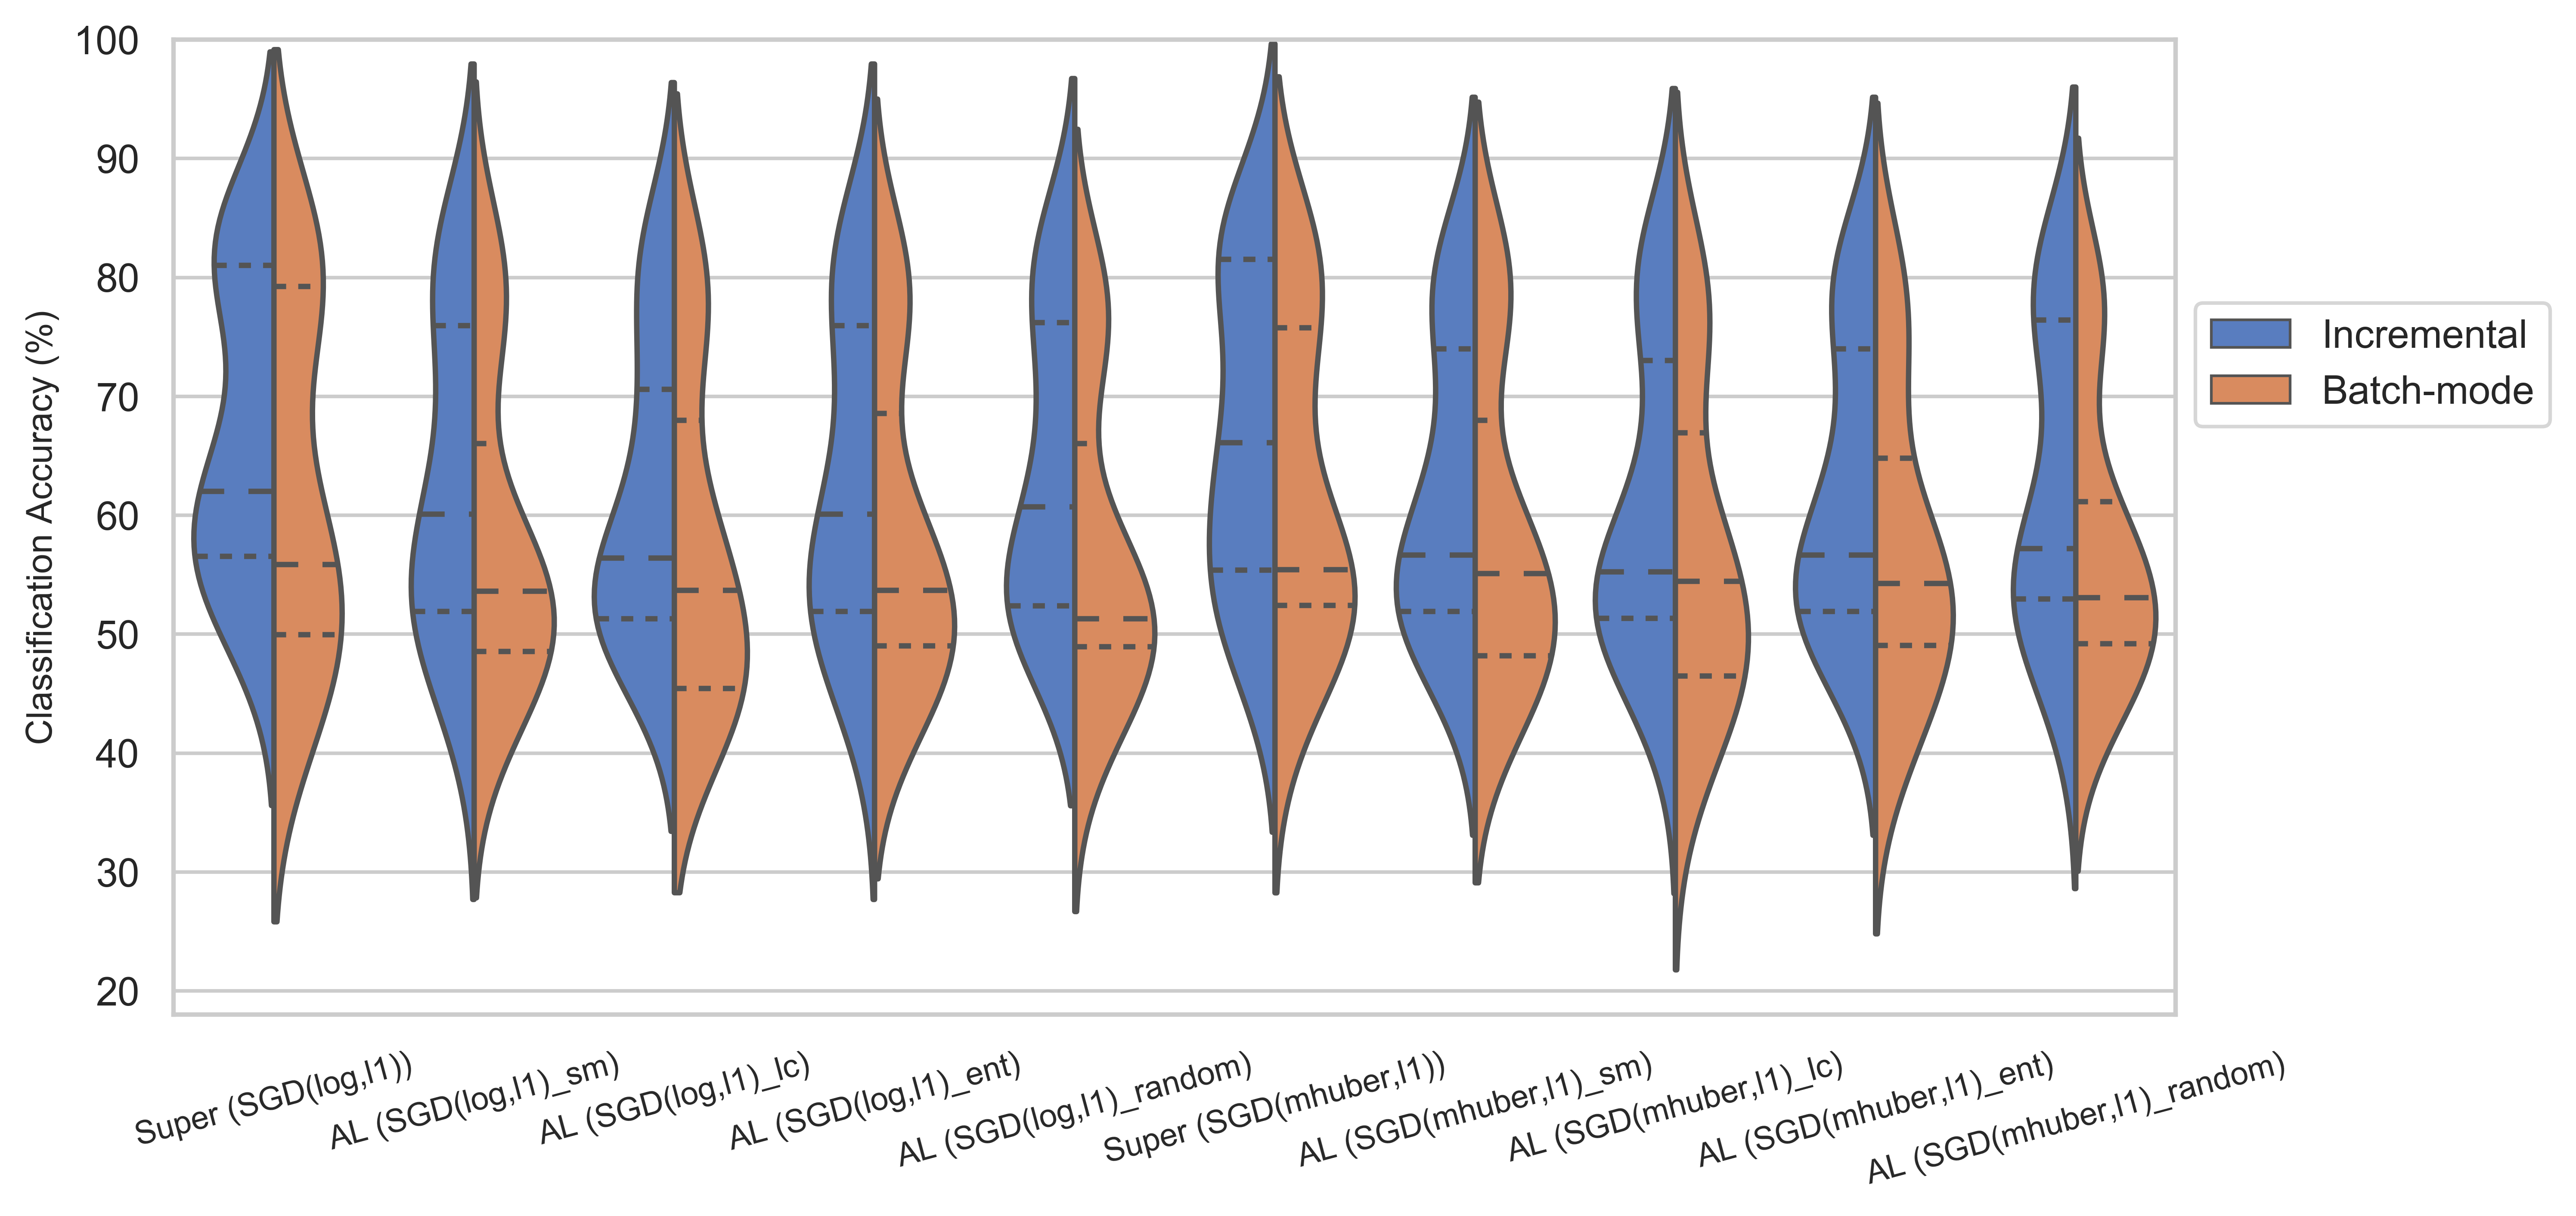 Classification Accuracy (%)
100
90
80
70
60
50
40
30
20
Super (SGD(log,l1))
AL (SGD(log,l1)_sm)
AL (SGD(log,l1)_lc)
AL (SGD(log,l1)_ent)
AL (SGD(log,l1)_random)
Super (SGD(mhuber,l1))
AL (SGD(mhuber,l1)_sm)
AL (SGD(mhuber,l1)_lc)
AL (SGD(mhuber,l1)_ent)
AL (SGD(mhuber,l1)_random)
Incremental
Batch-mode